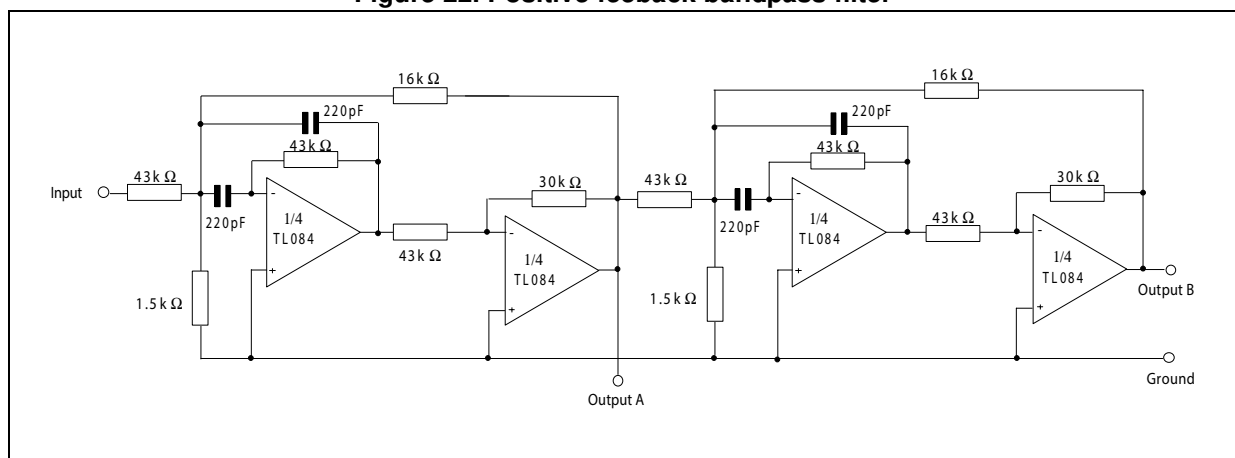 Figure 22. Positive feeback bandpass filter
16k Ω
16k Ω
220pF
220pF
43k Ω
43k Ω
43k Ω
30k Ω
43k Ω
30k Ω
Input
-
-
-
-
1/4
TL084
220pF
43k Ω
1/4
TL084
220pF
43k Ω
1/4
TL084
1/4
TL084
+
+
Output B
1.5k Ω
1.5k Ω
+
+
Ground
Output A